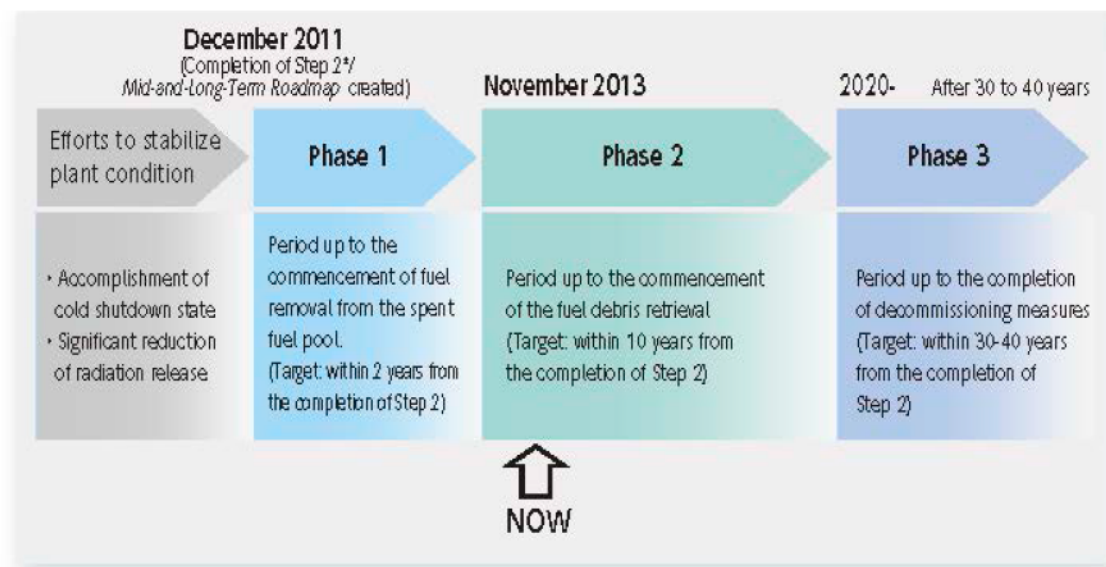 December 2011
(Completion of Step 2*/
Mid-and-Long-Term Roadmap created)
November 2013
2020-
After 30 to 40 years
Efforts to stabilize
plant condition
Phase 1
Phase 2
Phase 3
・Accomplishment of
cold shutdown state
・Significant reduction
of radiation release
Period up to the
commencement of fuel
removal from the spent
fuel pool.
(Target: within 2 years from
the completion of Step 2)
Period up to the commencement
of the fuel debris retrieval
(Target: within 10 years from
the completion of Step 2)
Period up to the completion
of decommissioning measures
(Target: within 30-40 years
from the completion of
Step 2)
NOW